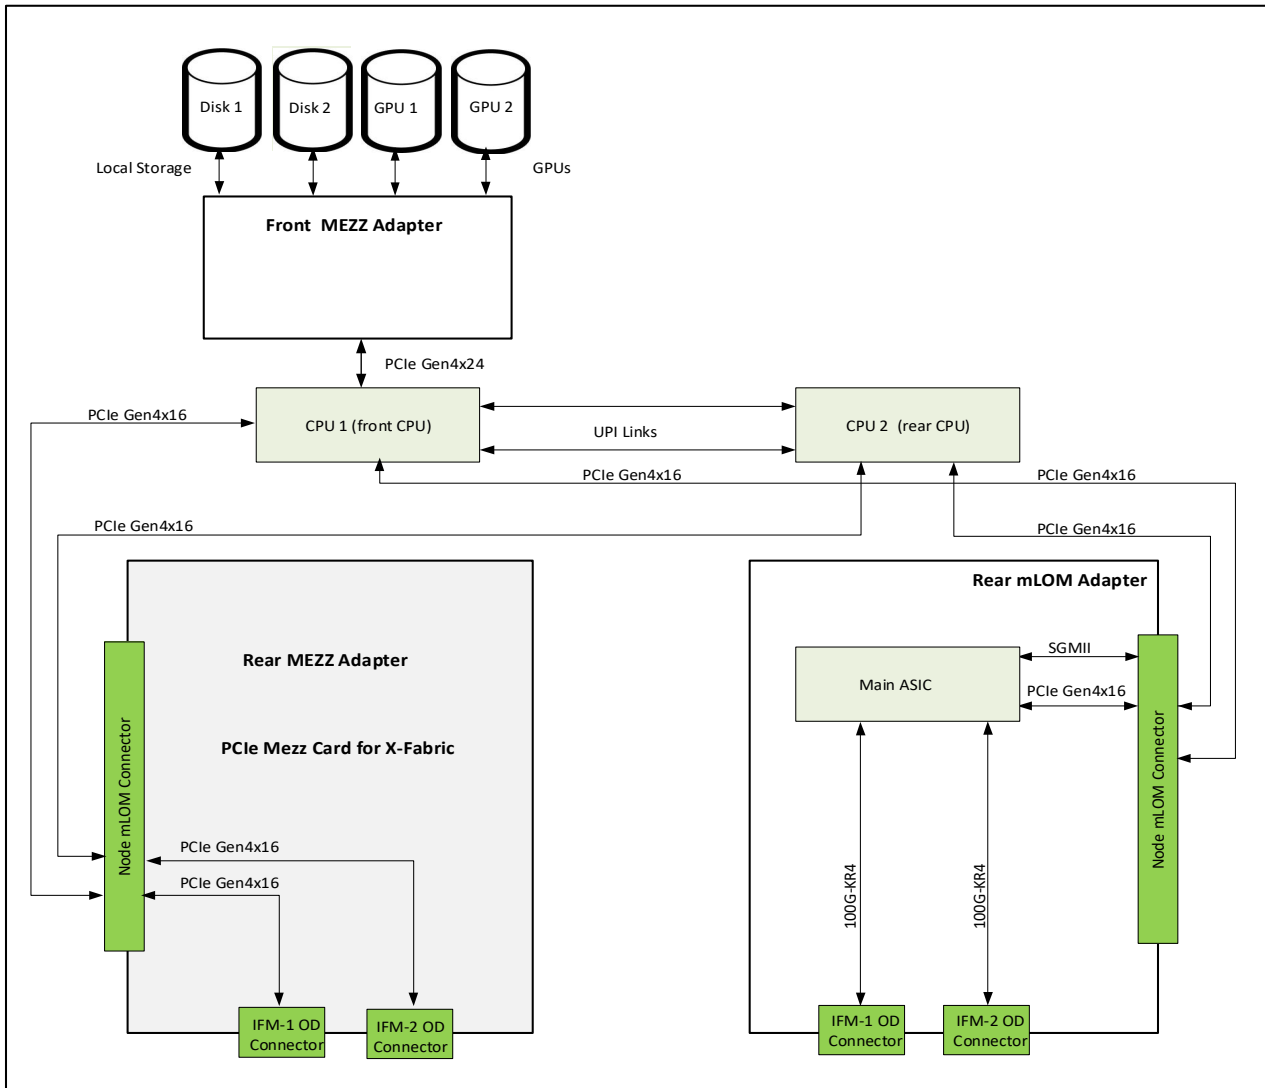 Disk 1
Disk 2
GPU 1
GPU 2
Local Storage
GPUs
Front MEZZ Adapter
PCIe Gen4x24
PCIe Gen4x16
CPU 1 (front CPU)
UPI Links
CPU 2 (rear CPU)
PCIe Gen4x16
PCIe Gen4x16
PCIe Gen4x16
PCIe Gen4x16
Rear MEZZ Adapter
PCIe Mezz Card for X-Fabric
Node mLOM Connector
PCIe Gen4x16
PCIe Gen4x16
IFM-1 OD
Connector
IFM-2 OD
Connector
Rear mLOM Adapter
SGMII
Main ASIC
PCIe Gen4x16
Node mLOM Connector
100G-KR4
100G-KR4
IFM-1 OD
Connector
IFM-2 OD
Connector